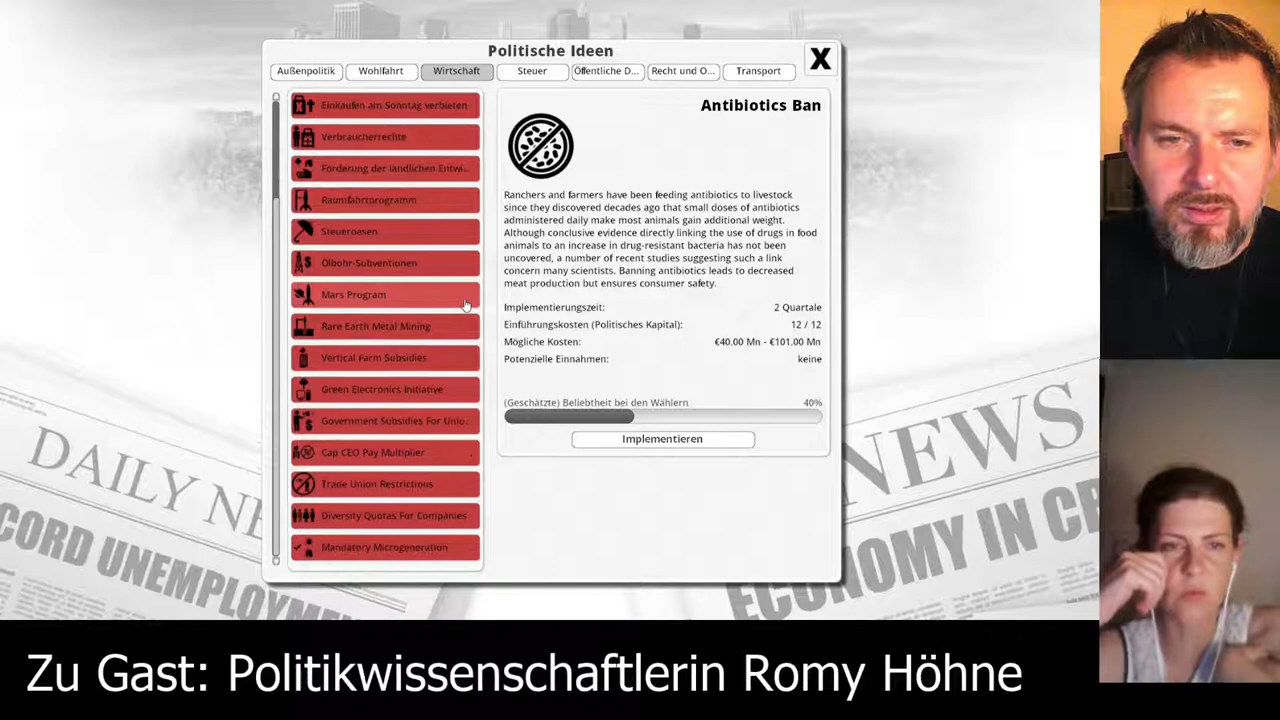 Politische Ideen
X
Außenpolitik
Wohlfahrt
Wirtschaft
Steuer
Öffentliche D...
Recht und O...
Transport
Einkaufen am Sonntag verbieten
Verbraucherrechte
Förderung der ländlichen Entwi...
Raumfahrtprogramm
Steueroasen
Ölbohr-Subventionen
Mars Program
Rare Earth Metal Mining
Vertical Farm Subsidies
Green Electronics Initiative
Government Subsidies For Unio...
Cap CEO Pay Multiplier
Trade Union Restrictions
Diversity Quotas For Companies
Mandatory Microgeneration
Antibiotics Ban
Ranchers and farmers have been feeding antibiotics to livestock
since they discovered decades ago that small doses of antibiotics
administered daily make most animals gain additional weight.
Although conclusive evidence directly linking the use of drugs in food
animals to an increase in drug-resistant bacteria has not been
uncovered, a number of recent studies suggesting such a link
concern many scientists. Banning antibiotics leads to decreased
meat production but ensures consumer safety.
Implementierungszeit: 2 Quartale
Einführungskosten (Politisches Kapital): 12 / 12
Mögliche Kosten: €40.00 Mn - €101.00 Mn
Potenzielle Einnahmen: keine
(Geschätzte) Beliebtheit bei den Wählern 40%
Implementieren
DAILY NE
CORD UNEMPLOYM
NEWS
ECONOMY IN CR
Zu Gast: Politikwissenschaftlerin Romy Höhne